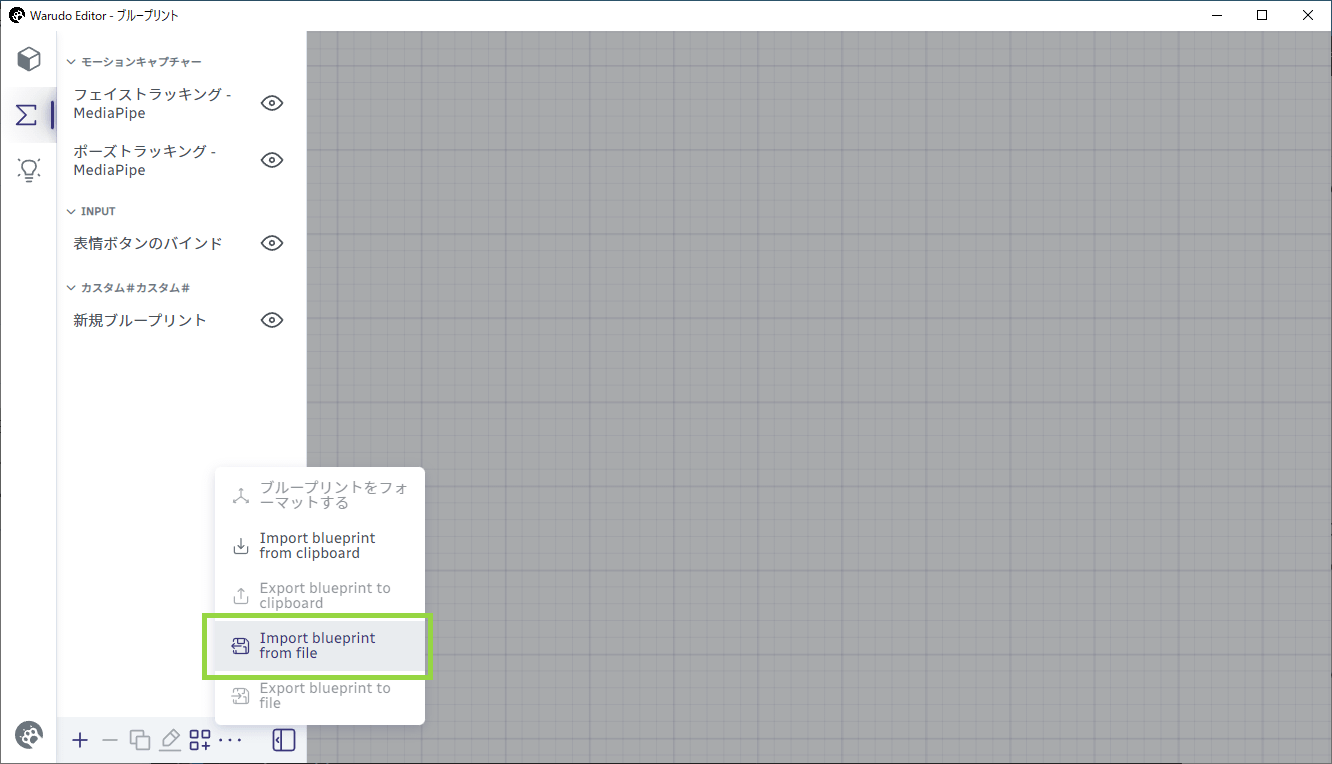 Warudo Editor - ブループリント
モーションキャプチャー
フェイストラッキング -
MediaPipe
ポーズトラッキング -
MediaPipe
INPUT
表情ボタンのバインド
カスタム#カスタム#
新規ブループリント
ブループリントをフォ
ーマットする
Import blueprint
from clipboard
Export blueprint to
clipboard
Import blueprint
from file
Export blueprint to
file